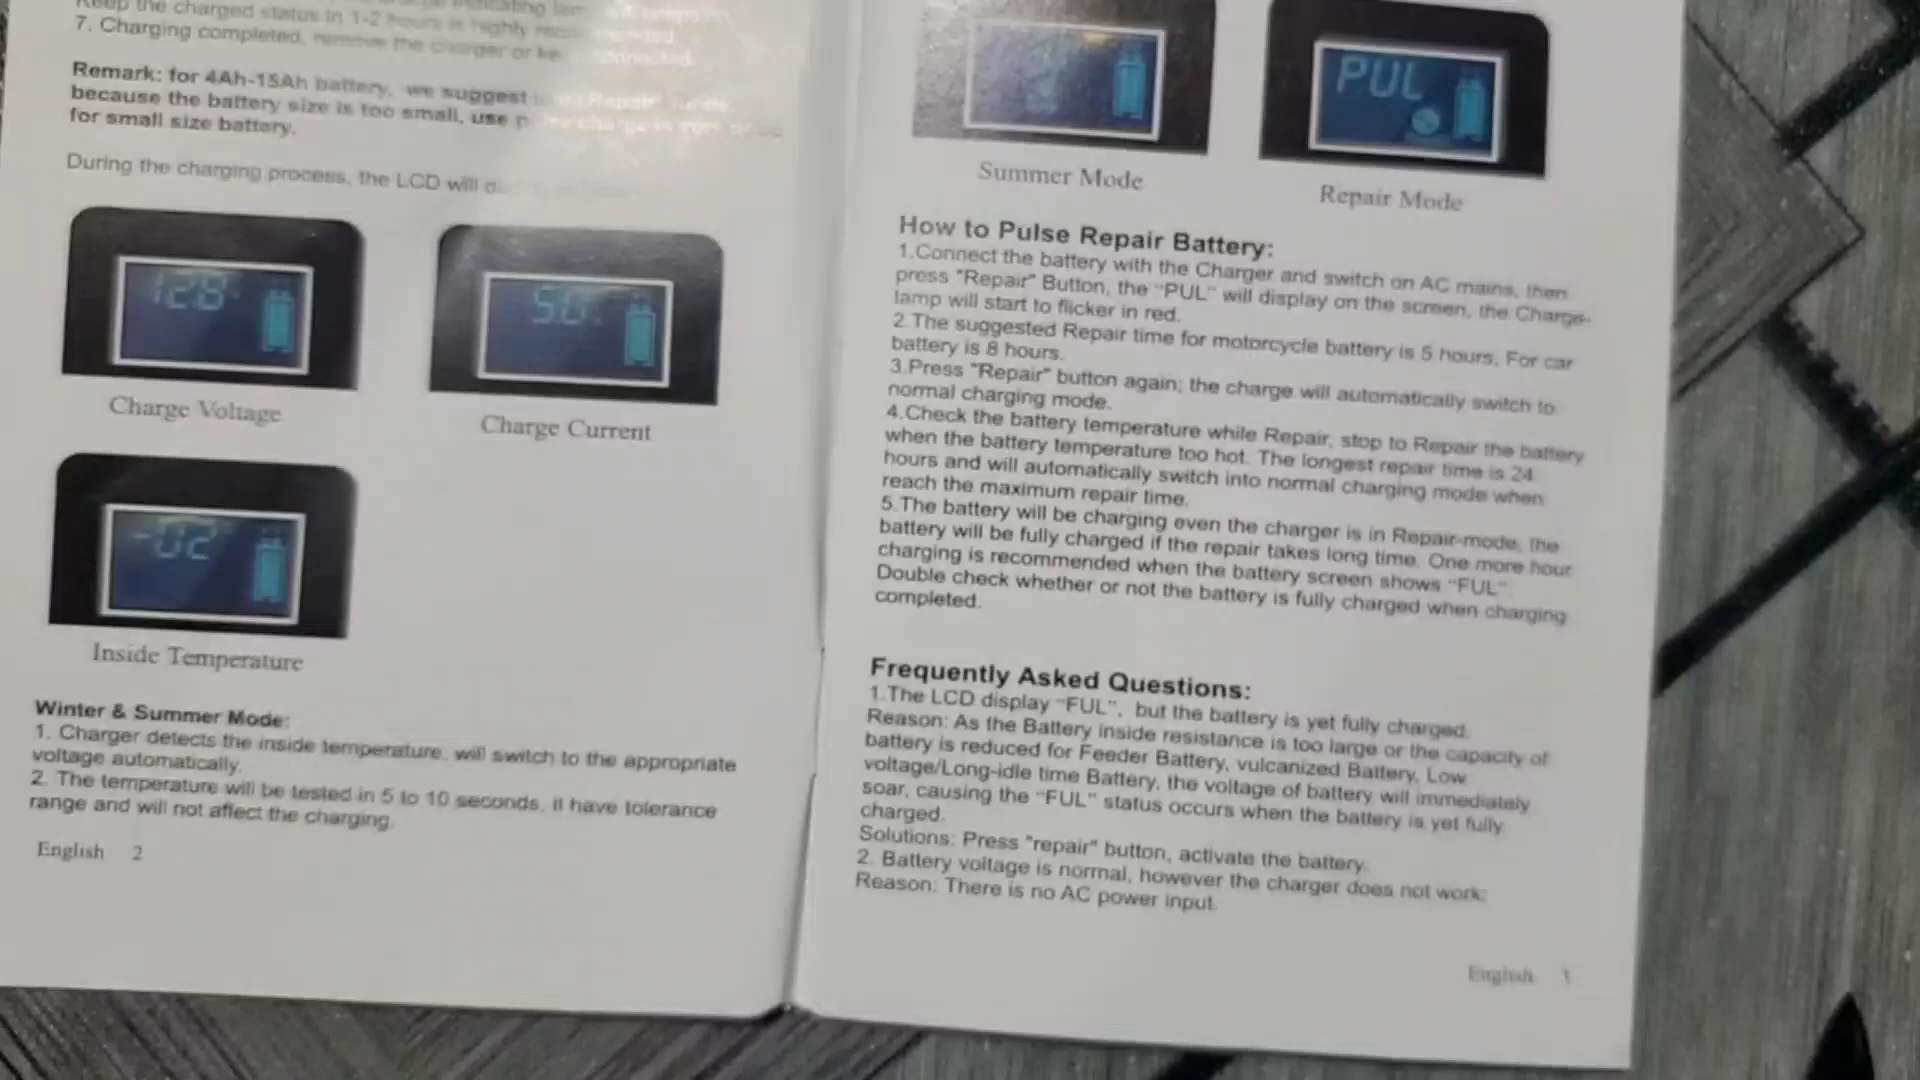 Keep the charged status in 1-2 hours is highly
7. Charging completed, remove the charger or
Remark: for 4Ah-15Ah battery, we suggest Repair
because the battery size is too small, use
for small size battery.
During the charging process, the LCD will
12.8
5.0
Charge Voltage
Charge Current
-02
Inside Temperature
Winter & Summer Mode:
1. Charger detects the inside temperature, will switch to the appropriate
voltage automatically.
2. The temperature will be tested in 5 to 10 seconds, it have tolerance
range and will not affect the charging.
English 2
PUL
Summer Mode
Repair Mode
How to Pulse Repair Battery:
1.Connect the battery with the Charger and switch on AC mains, then
press "Repair" Button, the "PUL" will display on the screen, the Charge-
lamp will start to flicker in red.
2.The suggested Repair time for motorcycle battery is 5 hours, For car
battery is 8 hours.
3.Press "Repair" button again; the charge will automatically switch to
normal charging mode.
4.Check the battery temperature while Repair, stop to Repair the battery
when the battery temperature too hot. The longest repair time is 24
hours and will automatically switch into normal charging mode when
reach the maximum repair time.
5.The battery will be charging even the charger is in Repair-mode, the
battery will be fully charged if the repair takes long time. One more hour
charging is recommended when the battery screen shows "FUL".
Double check whether or not the battery is fully charged when charging
completed.
Frequently Asked Questions:
1.The LCD display "FUL", but the battery is yet fully charged.
Reason: As the Battery inside resistance is too large or the capacity of
battery is reduced for Feeder Battery, vulcanized Battery, Low
voltage/Long-idle time Battery, the voltage of battery will immediately
soar, causing the "FUL" status occurs when the battery is yet fully
charged.
Solutions: Press "repair" button, activate the battery.
2. Battery voltage is normal, however the charger does not work;
Reason: There is no AC power input.
English 3